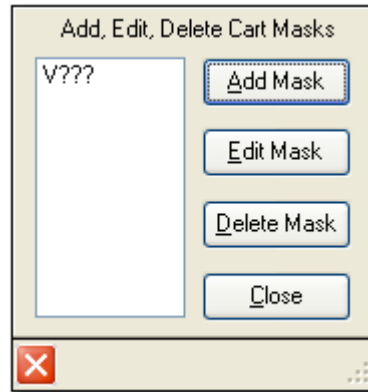 Add, Edit, Delete Cart Masks
V???
Add Mask
Edit Mask
Delete Mask
Close